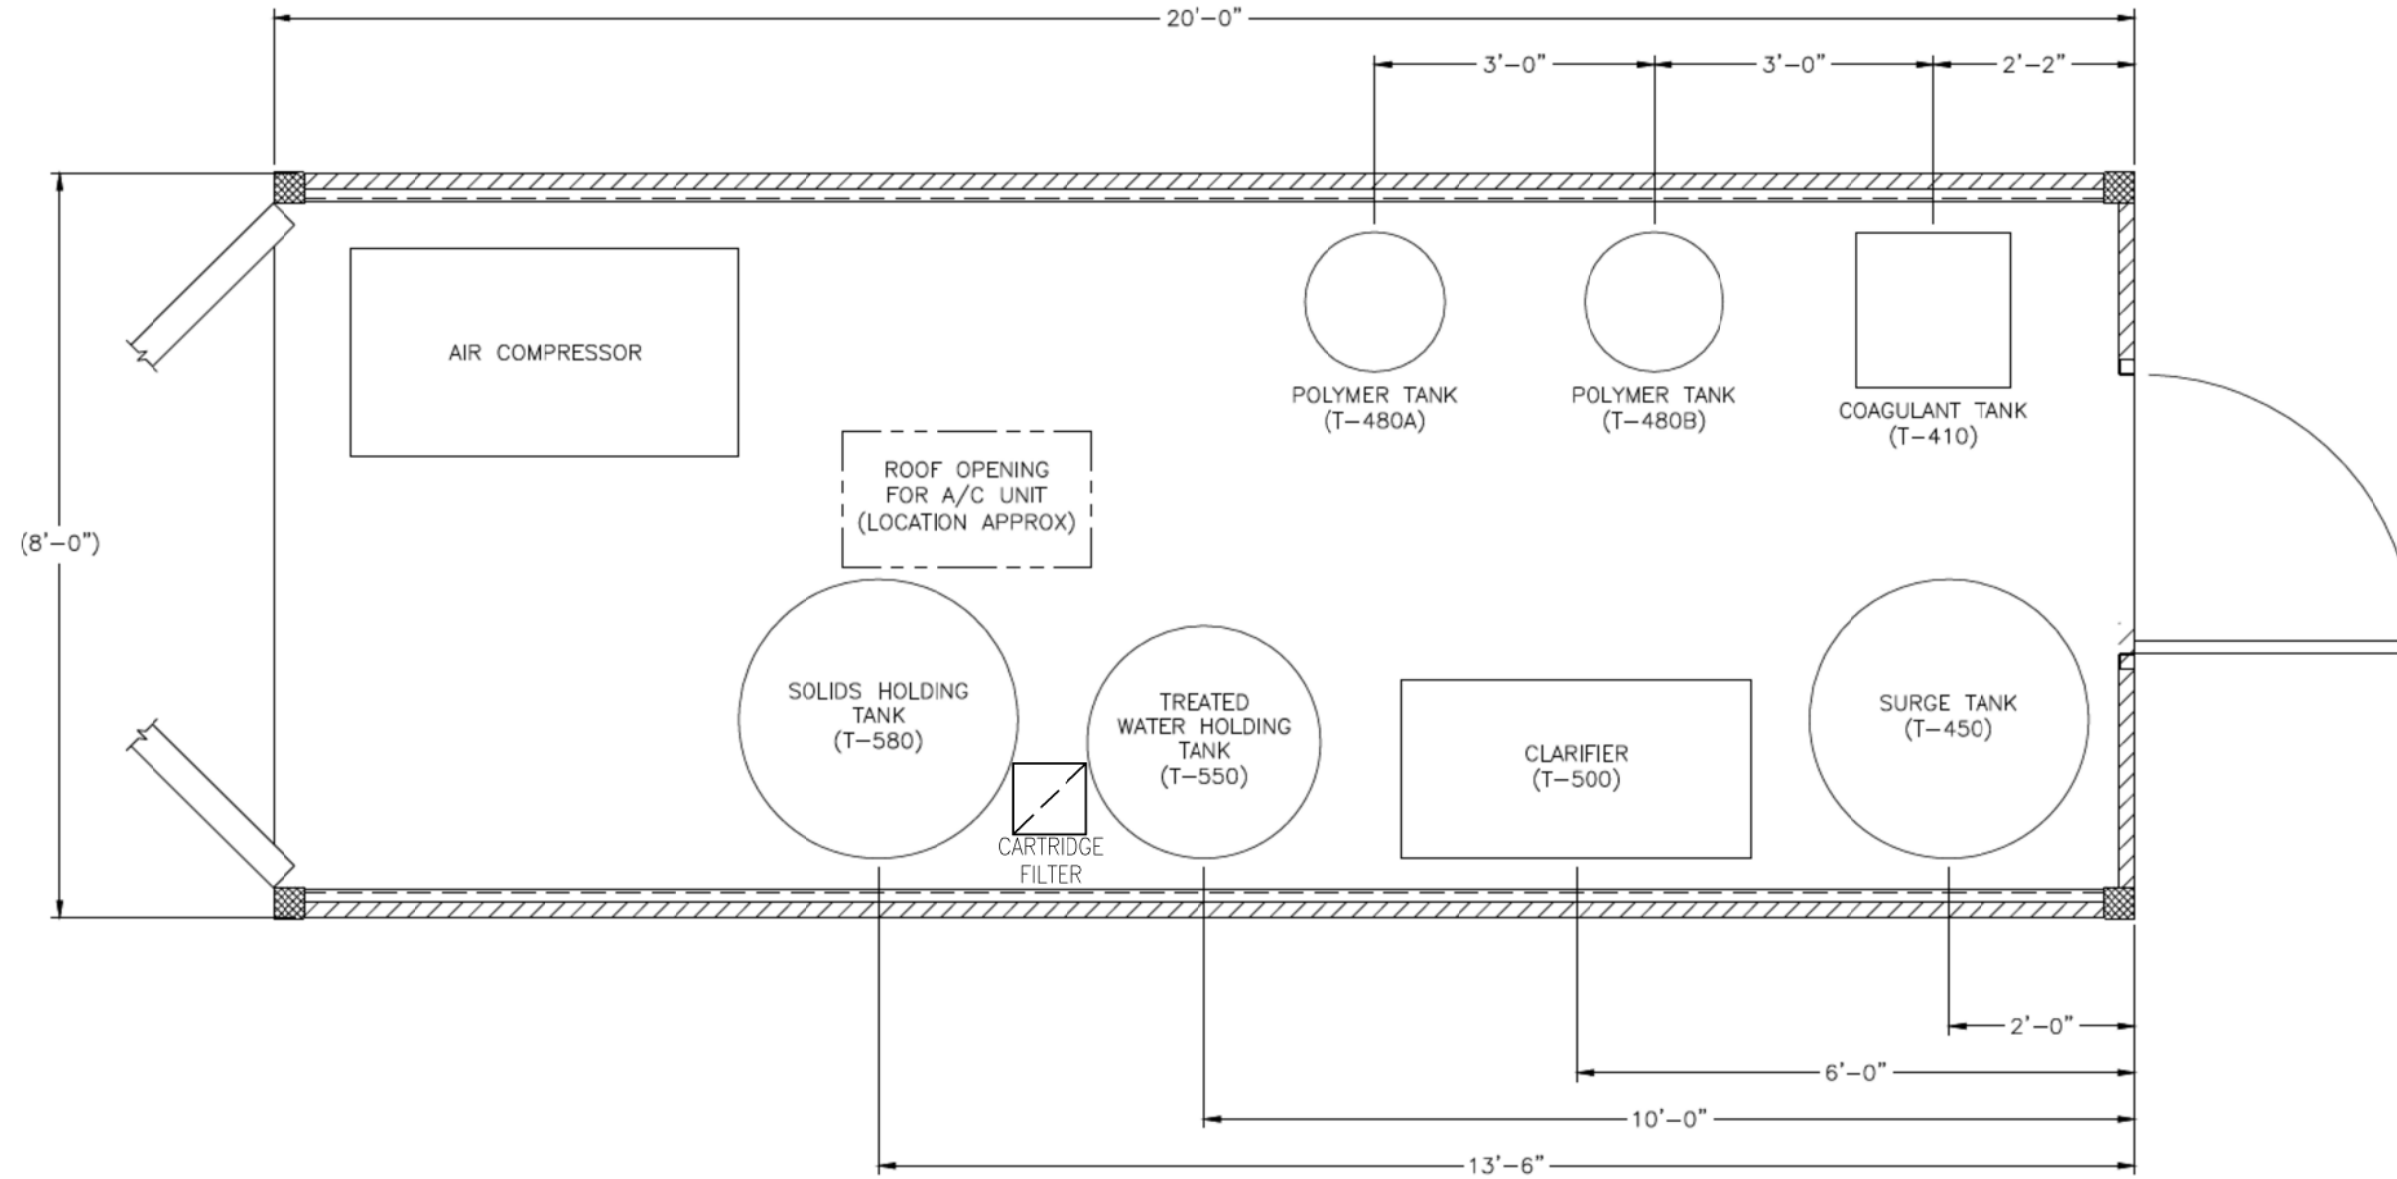 20'-0"
3'-0"
3'-0"
2'-2"
AIR COMPRESSOR
POLYMER TANK
(T-480A)
POLYMER TANK
(T-480B)
COAGULANT TANK
(T-410)
ROOF OPENING
FOR A/C UNIT
(LOCATION APPROX)
(8'-0")
SOLIDS HOLDING
TANK
(T-580)
TREATED
WATER HOLDING
TANK
(T-550)
CLARIFIER
(T-500)
SURGE TANK
(T-450)
CARTRIDGE
FILTER
2'-0"
6'-0"
10'-0"
13'-6"